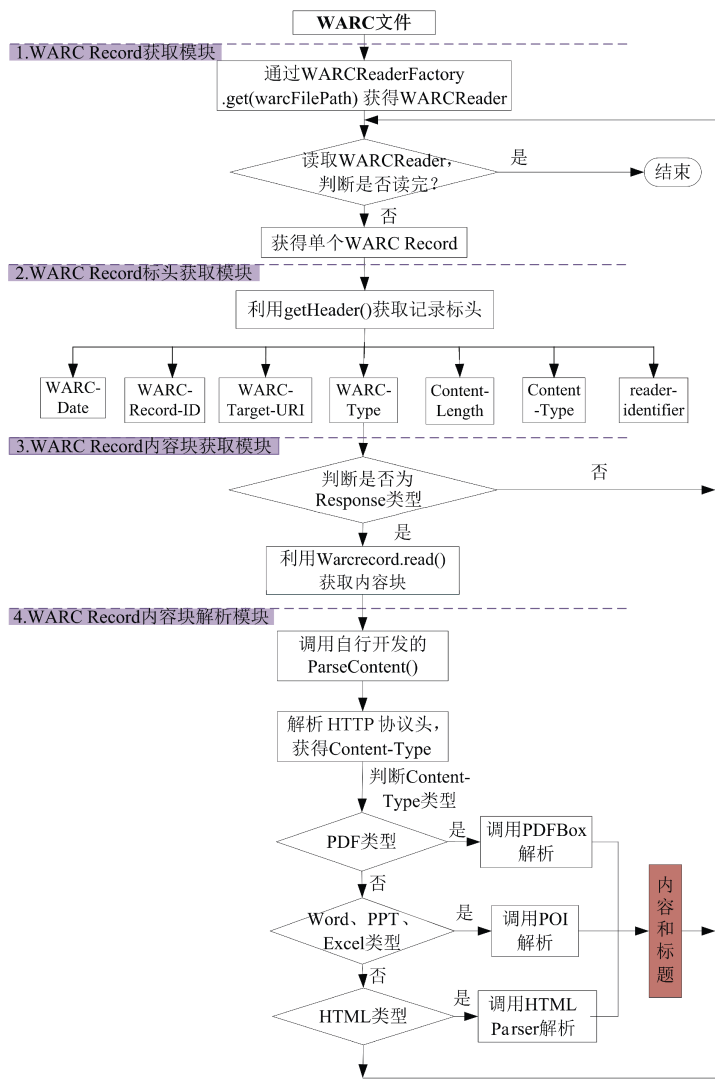 WARC文件
1.WARC Record获取模块
通过WARCReaderFactory
.get(warcFilePath) 获得WARCReader
读取WARCReader,
判断是否读完?
是
结束
否
获得单个WARC Record
2.WARC Record标头获取模块
利用getHeader()获取记录标头
WARC-
Date
WARC-
Record-ID
WARC-
Target-URI
WARC-
Type
Content-
Length
Content
-Type
reader-
identifier
3.WARC Record内容块获取模块
判断是否为
Response类型
否
是
利用Warcrecord.read()
获取内容块
4.WARC Record内容块解析模块
调用自行开发的
ParseContent()
解析 HTTP 协议头,
获得Content-Type
判断Content-
Type类型
PDF类型
是
调用PDFBox
解析
否
Word、PPT、
Excel类型
是
调用POI
解析
内容和标题
否
HTML类型
是
调用HTML
Parser解析